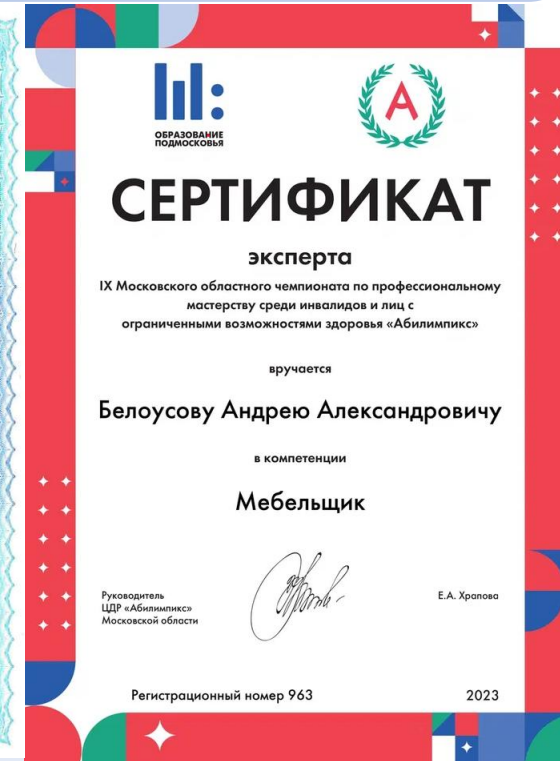 ОБРАЗОВАНИЕ
ПОДМОСКОВЬЯ
А
СЕРТИФИКАТ
эксперта
IX Московского областного чемпионата по профессиональному
мастерству среди инвалидов и лиц с
ограниченными возможностями здоровья «Абилимпикс»
вручается
Белоусову Андрею Александровичу
в компетенции
Мебельщик
Руководитель
ЦДР «Абилимпикс»
Московской области
Е.А. Храпова
Регистрационный номер 963
2023